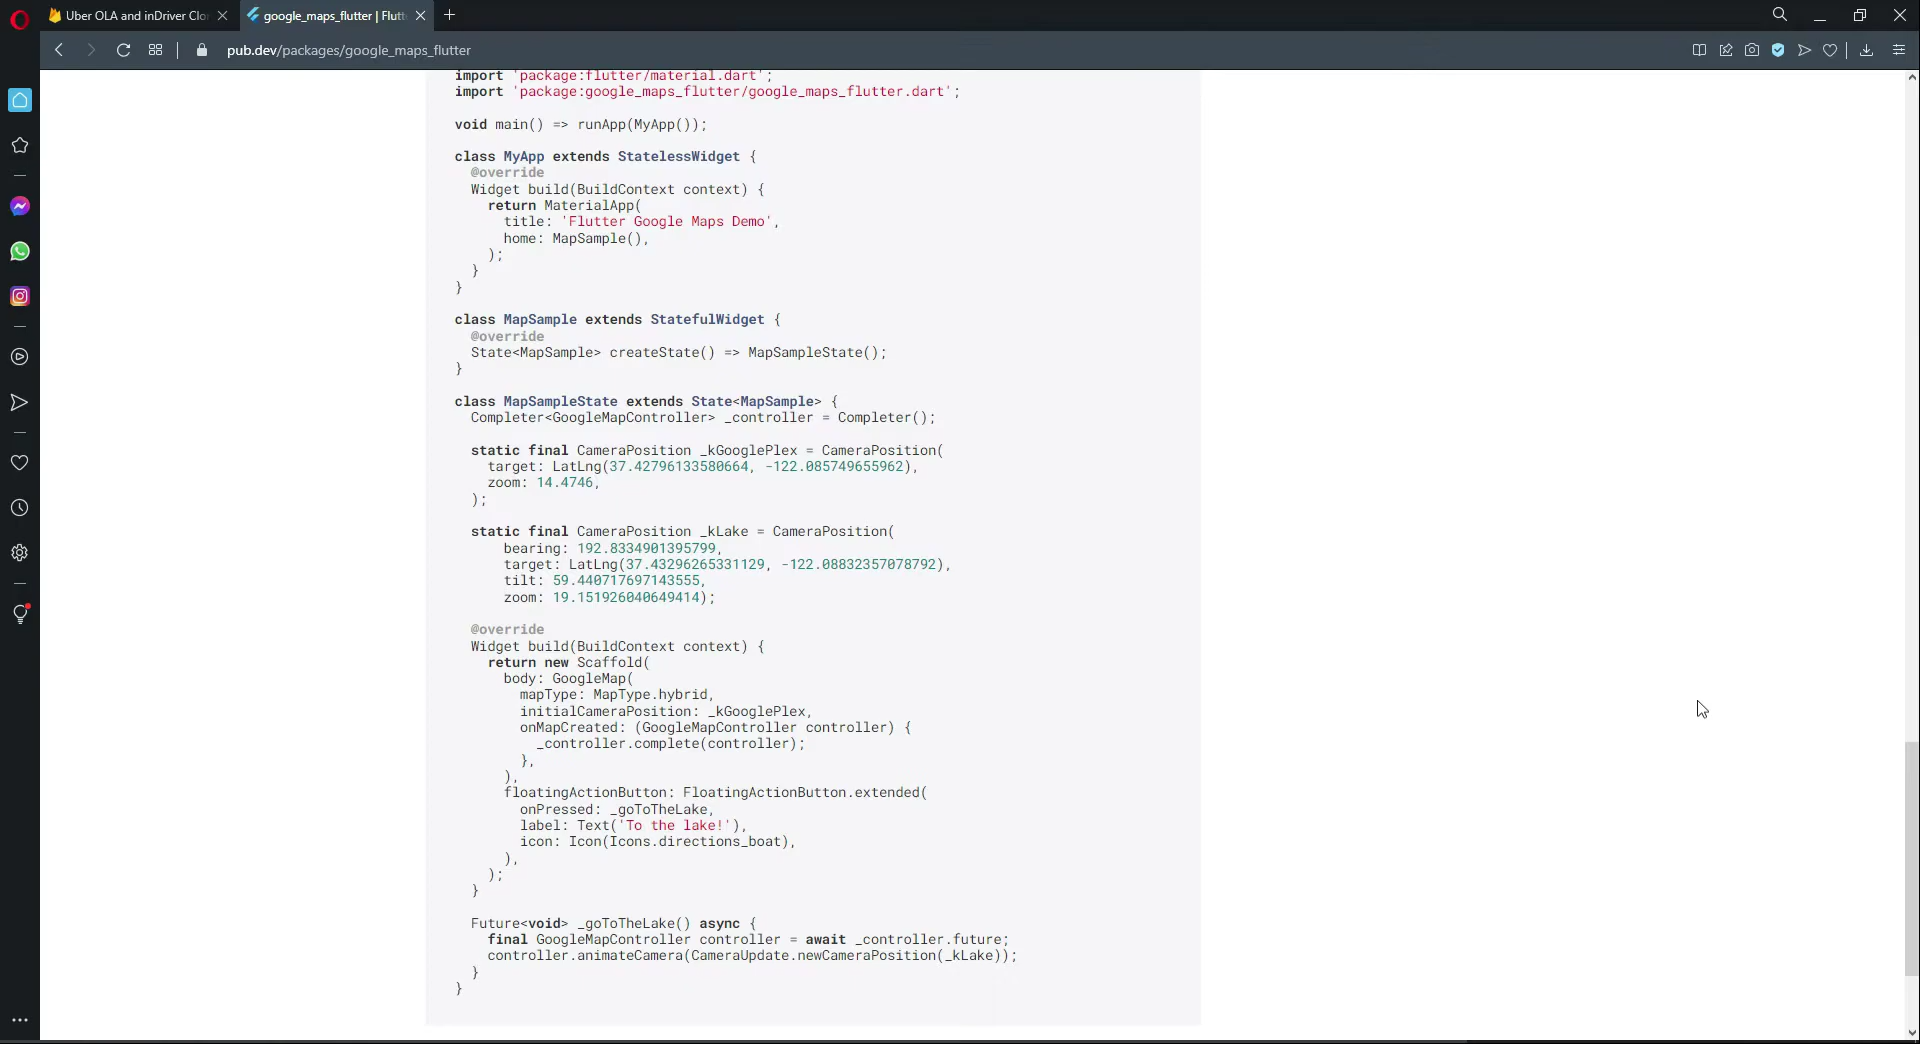 Uber OLA and inDriver Clo
google_maps_flutter | Flutt
pub.dev/packages/google_maps_flutter
import 'package:flutter/material.dart';
import 'package:google_maps_flutter/google_maps_flutter.dart';
void main() => runApp(MyApp());
class MyApp extends StatelessWidget {
@override
Widget build(BuildContext context) {
return MaterialApp(
title: 'Flutter Google Maps Demo',
home: MapSample(),
);
}
}
class MapSample extends StatefulWidget {
@override
State<MapSample> createState() => MapSampleState();
}
class MapSampleState extends State<MapSample> {
Completer<GoogleMapController> _controller = Completer();
static final CameraPosition _kGooglePlex = CameraPosition(
target: LatLng(37.42796133580664, -122.085749655962),
zoom: 14.4746,
);
static final CameraPosition _kLake = CameraPosition(
bearing: 192.8334901395799,
target: LatLng(37.43296265331129, -122.08832357078792),
tilt: 59.440717697143555,
zoom: 19.151926040649414);
@override
Widget build(BuildContext context) {
return new Scaffold(
body: GoogleMap(
mapType: MapType.hybrid,
initialCameraPosition: _kGooglePlex,
onMapCreated: (GoogleMapController controller) {
_controller.complete(controller);
},
),
floatingActionButton: FloatingActionButton.extended(
onPressed: _goToTheLake,
label: Text('To the lake!'),
icon: Icon(Icons.directions_boat),
),
);
}
Future<void> _goToTheLake() async {
final GoogleMapController controller = await _controller.future;
controller.animateCamera(CameraUpdate.newCameraPosition(_kLake));
}
}